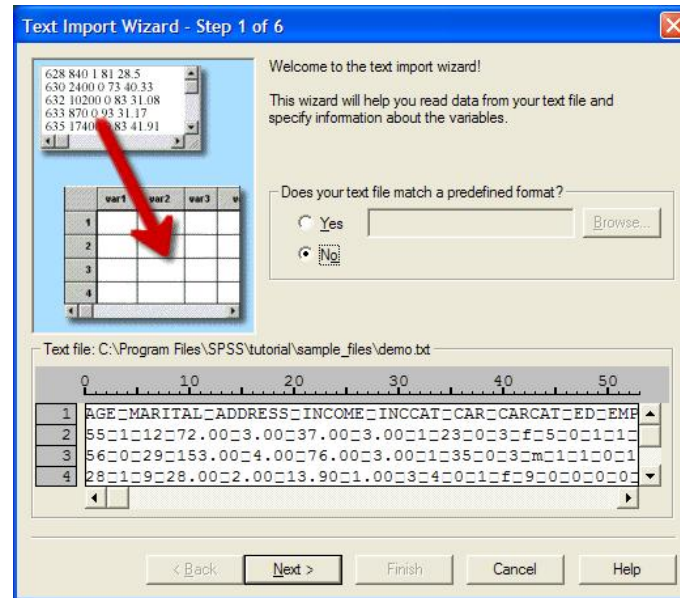 Text Import Wizard - Step 1 of 6
628 840 1 81 28.5
630 2400 0 73 40.33
632 10200 0 83 31.08
633 870 0 93 31.17
635 1740 83 41.91
var1 var2 var3 v
1
2
3
4
Welcome to the text import wizard!
This wizard will help you read data from your text file and
specify information about the variables.
Does your text file match a predefined format?
Yes Browse...
No
Text file: C:\Program Files\SPSS\tutorial\sample_files\demo.txt
0 10 20 30 40 50
1 AGE□MARITAL□ADDRESS□INCOME□INCCAT□CAR□CARCAT□ED□EMP
2 55□1□12□72.00□3.00□37.00□3.00□1□23□0□3□f□5□0□1□1□
3 56□0□29□153.00□4.00□76.00□3.00□1□35□0□3□m□1□1□0□1
4 28□1□9□28.00□2.00□13.90□1.00□3□4□0□1□f□9□0□0□0□0□
< Back Next > Finish Cancel Help